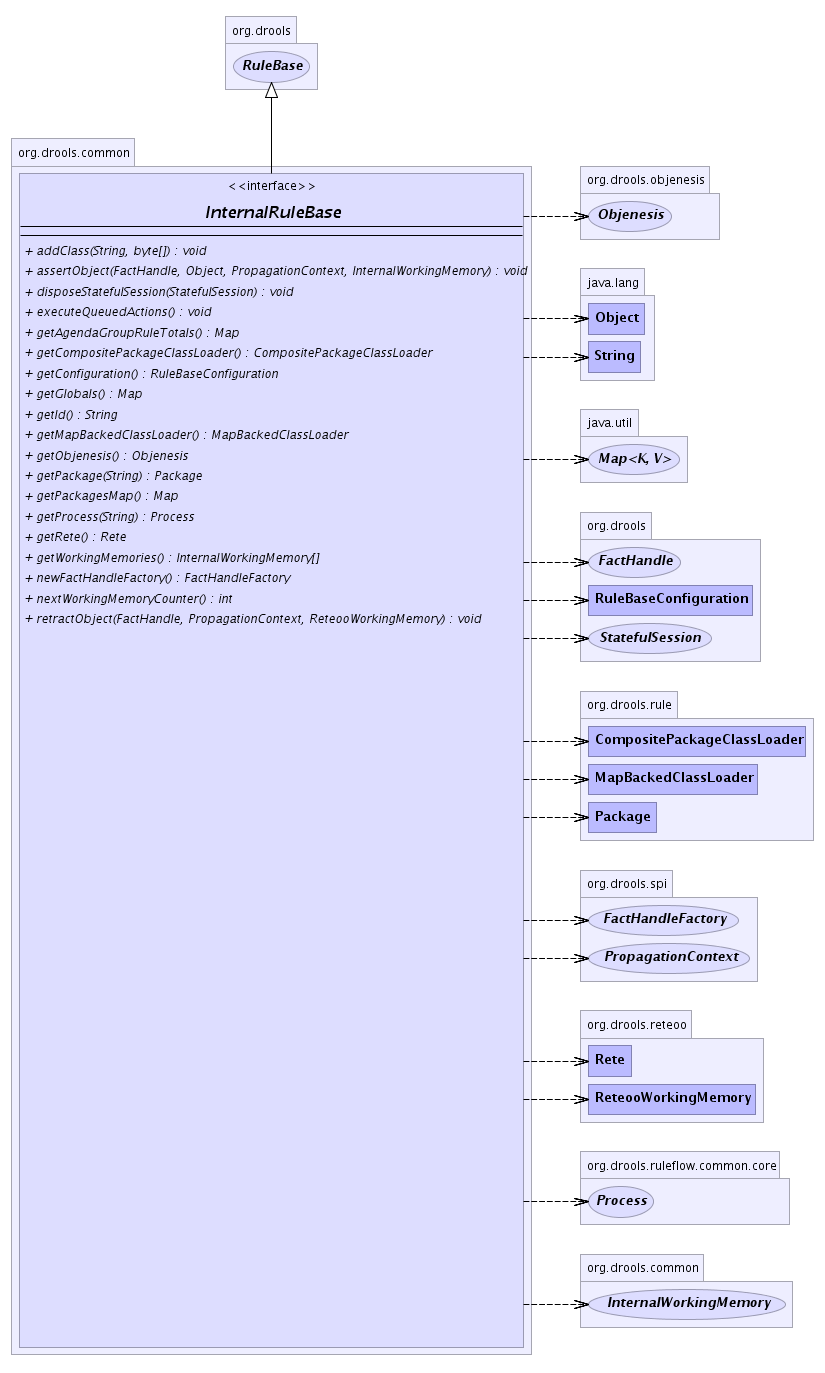 org.drools
RuleBase
org.drools.common
<<interface>>
InternalRuleBase
+ addClass(String, byte[]) : void
+ assertObject(FactHandle, Object, PropagationContext, InternalWorkingMemory) : void
+ disposeStatefulSession(StatefulSession) : void
+ executeQueuedActions() : void
+ getAgendaGroupRuleTotals() : Map
+ getCompositePackageClassLoader() : CompositePackageClassLoader
+ getConfiguration() : RuleBaseConfiguration
+ getGlobals() : Map
+ getId() : String
+ getMapBackedClassLoader() : MapBackedClassLoader
+ getObjenesis() : Objenesis
+ getPackage(String) : Package
+ getPackagesMap() : Map
+ getProcess(String) : Process
+ getRete() : Rete
+ getWorkingMemories() : InternalWorkingMemory[]
+ newFactHandleFactory() : FactHandleFactory
+ nextWorkingMemoryCounter() : int
+ retractObject(FactHandle, PropagationContext, ReteooWorkingMemory) : void
org.drools.objenesis
Objenesis
java.lang
Object
String
java.util
Map<K, V>
org.drools
FactHandle
RuleBaseConfiguration
StatefulSession
org.drools.rule
CompositePackageClassLoader
MapBackedClassLoader
Package
org.drools.spi
FactHandleFactory
PropagationContext
org.drools.reteoo
Rete
ReteooWorkingMemory
org.drools.ruleflow.common.core
Process
org.drools.common
InternalWorkingMemory